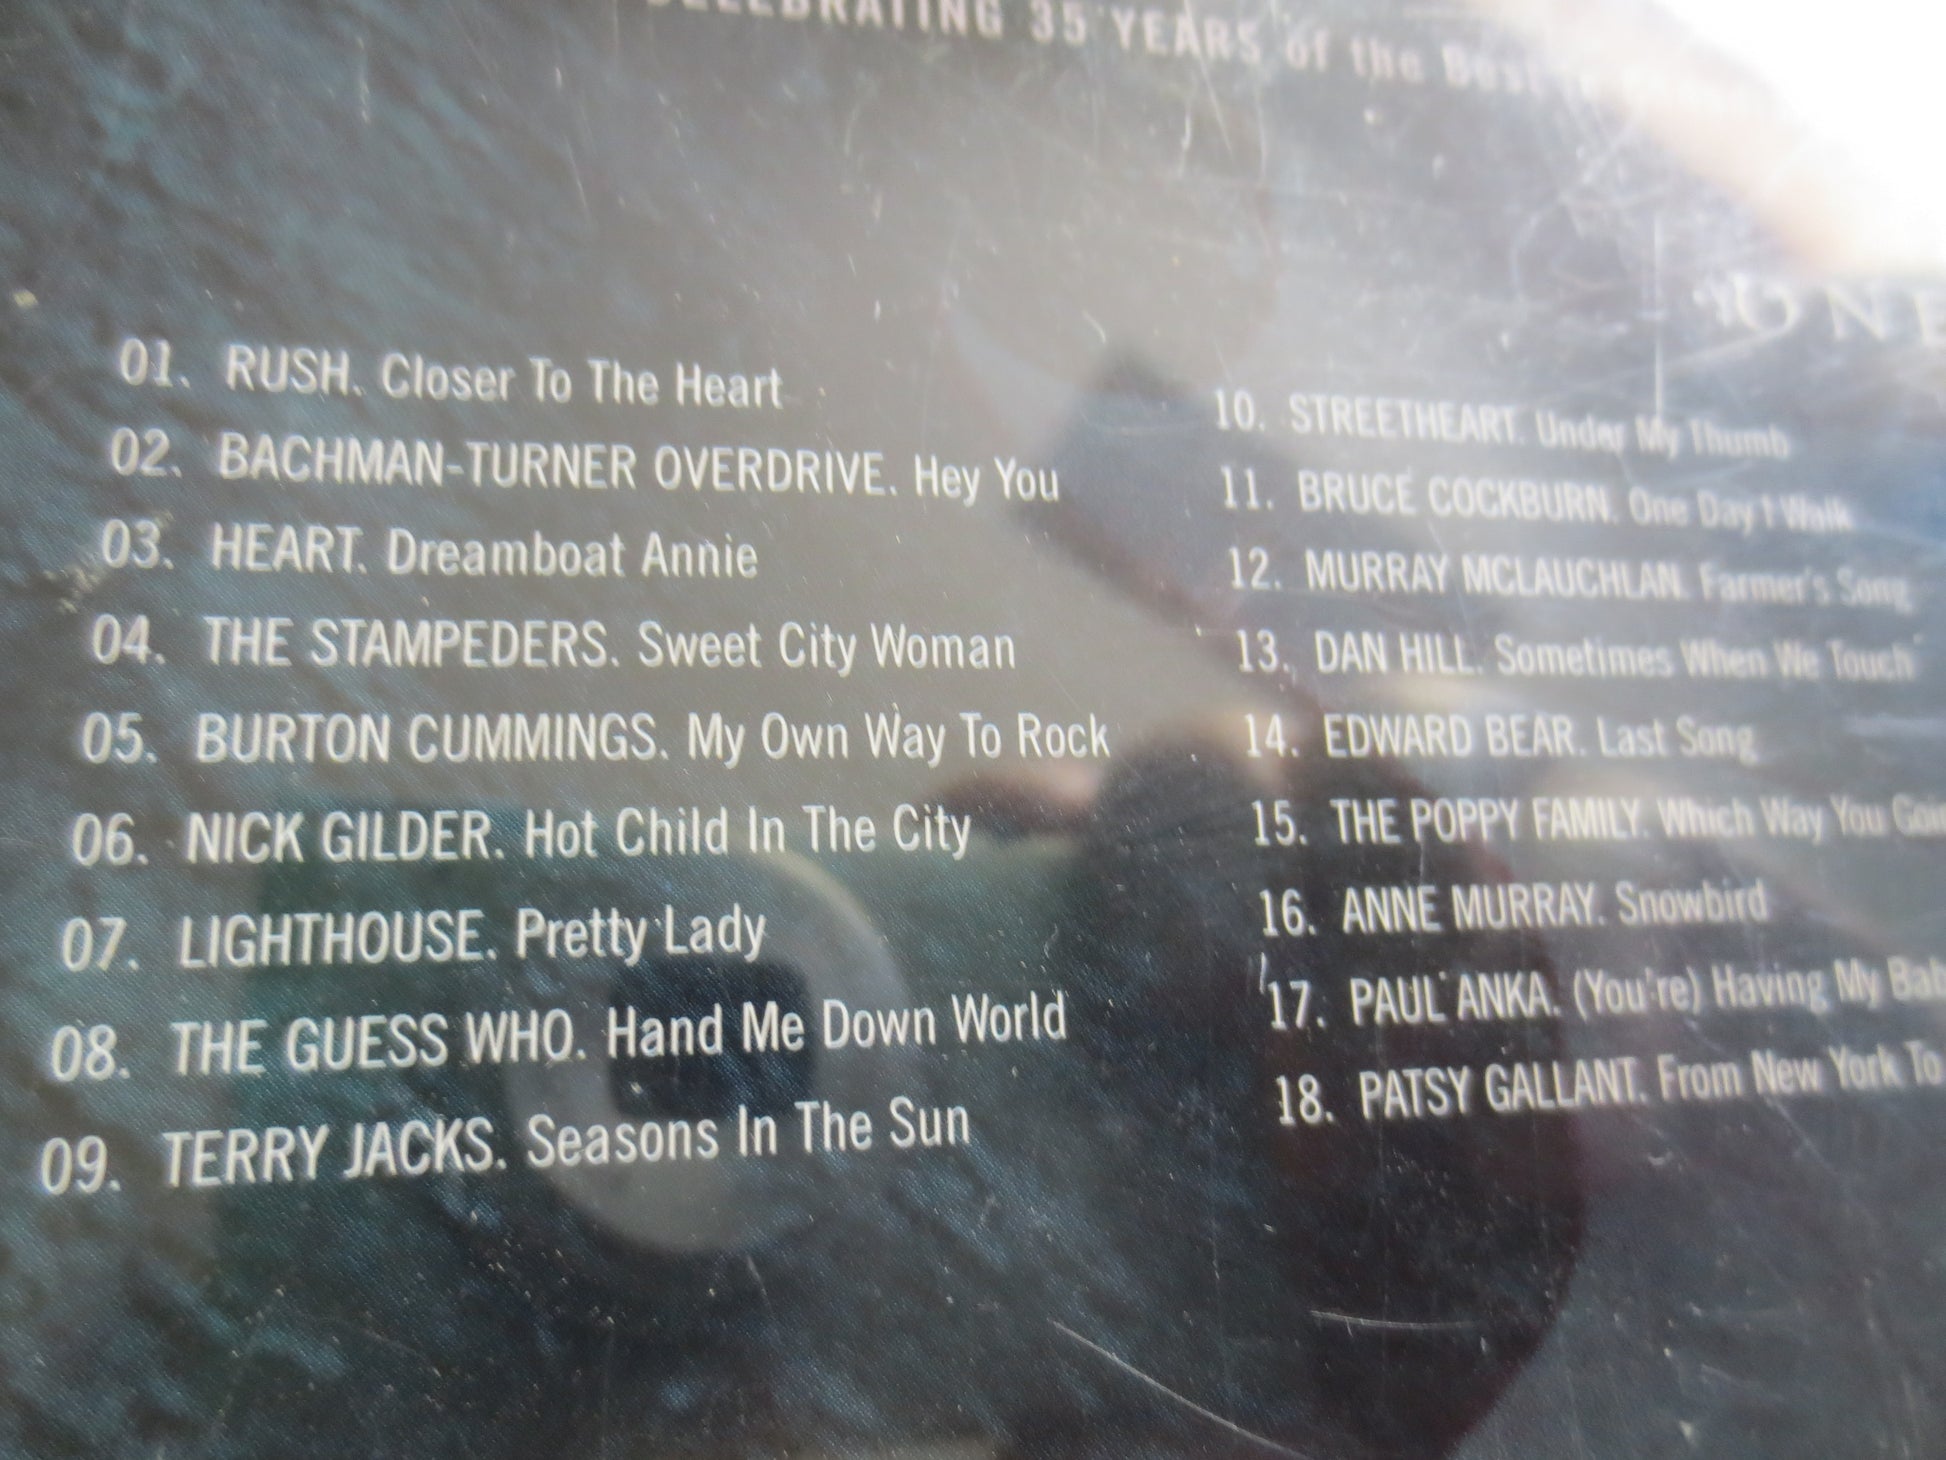 CELEBRATING 35 YEARS of the Best
ONE
01. RUSH. Closer To The Heart
02. BACHMAN-TURNER OVERDRIVE. Hey You
03. HEART. Dreamboat Annie
04. THE STAMPEDERS. Sweet City Woman
05. BURTON CUMMINGS. My Own Way To Rock
06. NICK GILDER. Hot Child In The City
07. LIGHTHOUSE. Pretty Lady
08. THE GUESS WHO. Hand Me Down World
09. TERRY JACKS. Seasons In The Sun
10. STREETHEART. Under My Thumb
11. BRUCE COCKBURN. One Day I Walk
12. MURRAY MCLAUCHLAN. Farmer's Song
13. DAN HILL. Sometimes When We Touch
14. EDWARD BEAR. Last Song
15. THE POPPY FAMILY. Which Way You Goi
16. ANNE MURRAY. Snowbird
17. PAUL ANKA. (You're) Having My Bab
18. PATSY GALLANT. From New York To